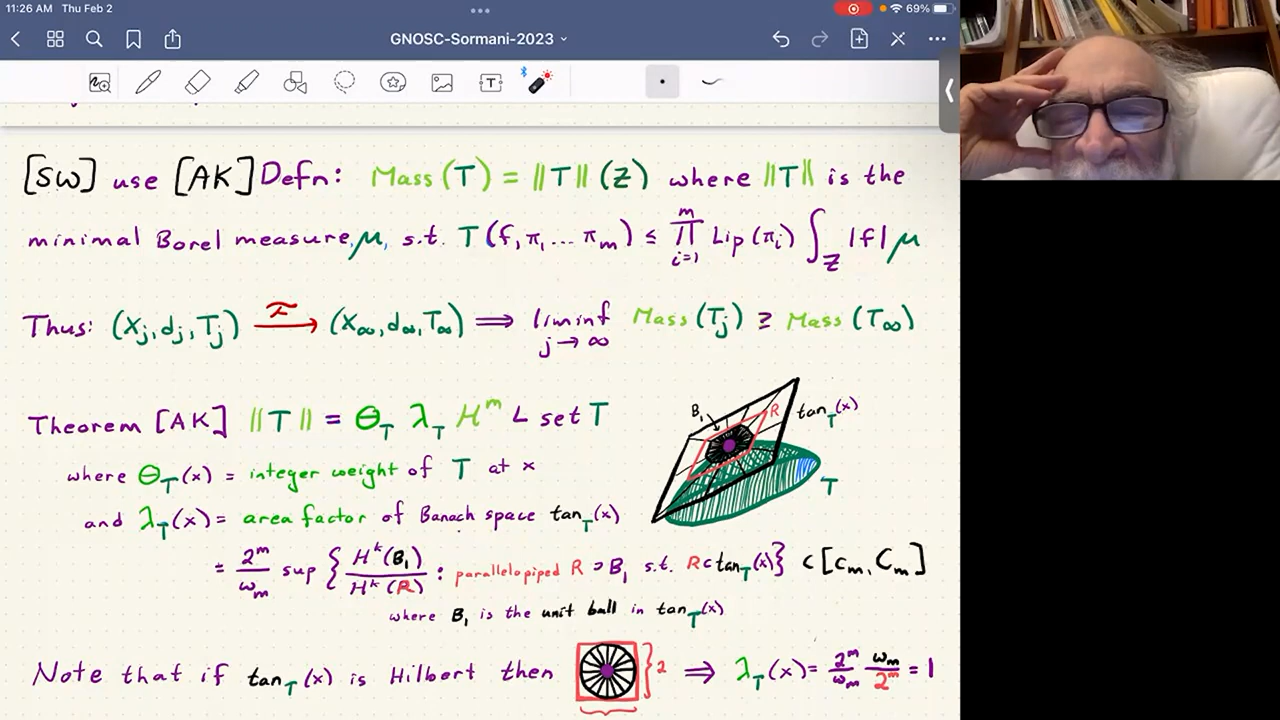 11:26 AM Thu Feb 2
69%
GNOSC-Sormani-2023
[SW] use [AK] Defn: Mass(T) = ||T||(Z) where ||T|| is the
minimal Borel measure μ, s.t. T(f, π₁ ... πₘ) ≤ ∏ᵢ₌₁ᵐ Lip(πᵢ) ∫_Z |f| μ
Thus: (Xⱼ, dⱼ, Tⱼ) →^F (X∞, d∞, T∞) ⟹ liminf_{j→∞} Mass(Tⱼ) ≥ Mass(T∞)
Theorem [AK] ||T|| = Θ_T λ_T Hᵐ L set T
B₁ R tan_T(x)
T
where Θ_T(x) = integer weight of T at x
and λ_T(x) = area factor of Banach space tan_T(x)
= 2ᵐ/ωₘ sup { Hᵏ(B₁)/Hᵏ(R) : parallelopiped R ⊃ B₁ s.t. R ⊂ tan_T(x) } ⊂ [cₘ, Cₘ]
where B₁ is the unit ball in tan_T(x)
Note that if tan_T(x) is Hilbert then }2 ⟹ λ_T(x) = 2ᵐ/ωₘ ωₘ/2ᵐ = 1